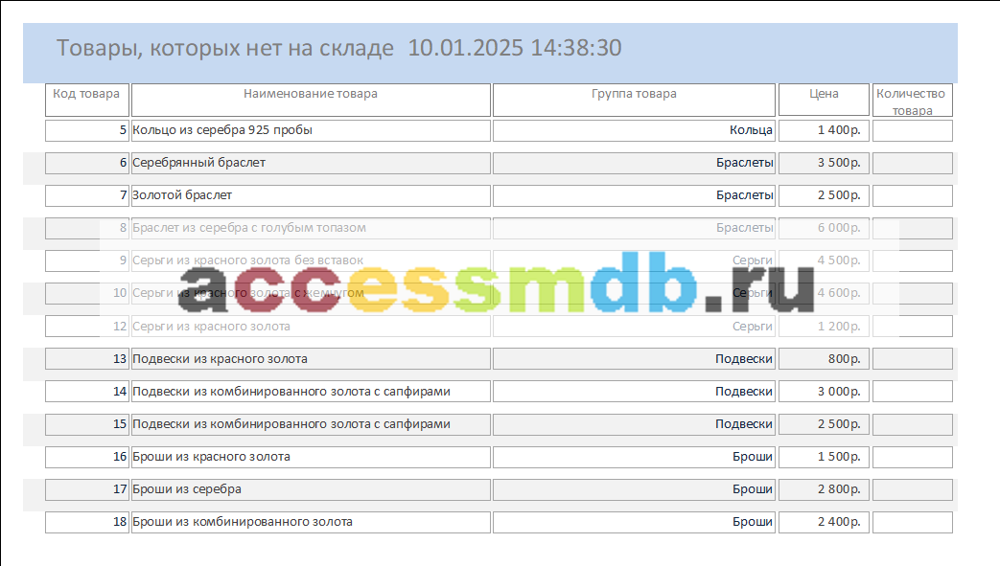 Товары, которых нет на складе 10.01.2025 14:38:30
Код товара Наименование товара Группа товара Цена Количество товара
5 Кольцо из серебра 925 пробы Кольца 1 400р.
6 Серебрянный браслет Браслеты 3 500р.
7 Золотой браслет Браслеты 2 500р.
8 Браслет из серебра с голубым топазом Браслеты 6 000р.
9 Серьги из красного золота без вставок Серьги 4 500р.
10 Серьги из красного золота с жемчугом Серьги 4 600р.
accessmdb.ru
12 Серьги из красного золота Серьги 1 200р.
13 Подвески из красного золота Подвески 800р.
14 Подвески из комбинированного золота с сапфирами Подвески 3 000р.
15 Подвески из комбинированного золота с сапфирами Подвески 2 500р.
16 Броши из красного золота Броши 1 500р.
17 Броши из серебра Броши 2 800р.
18 Броши из комбинированного золота Броши 2 400р.